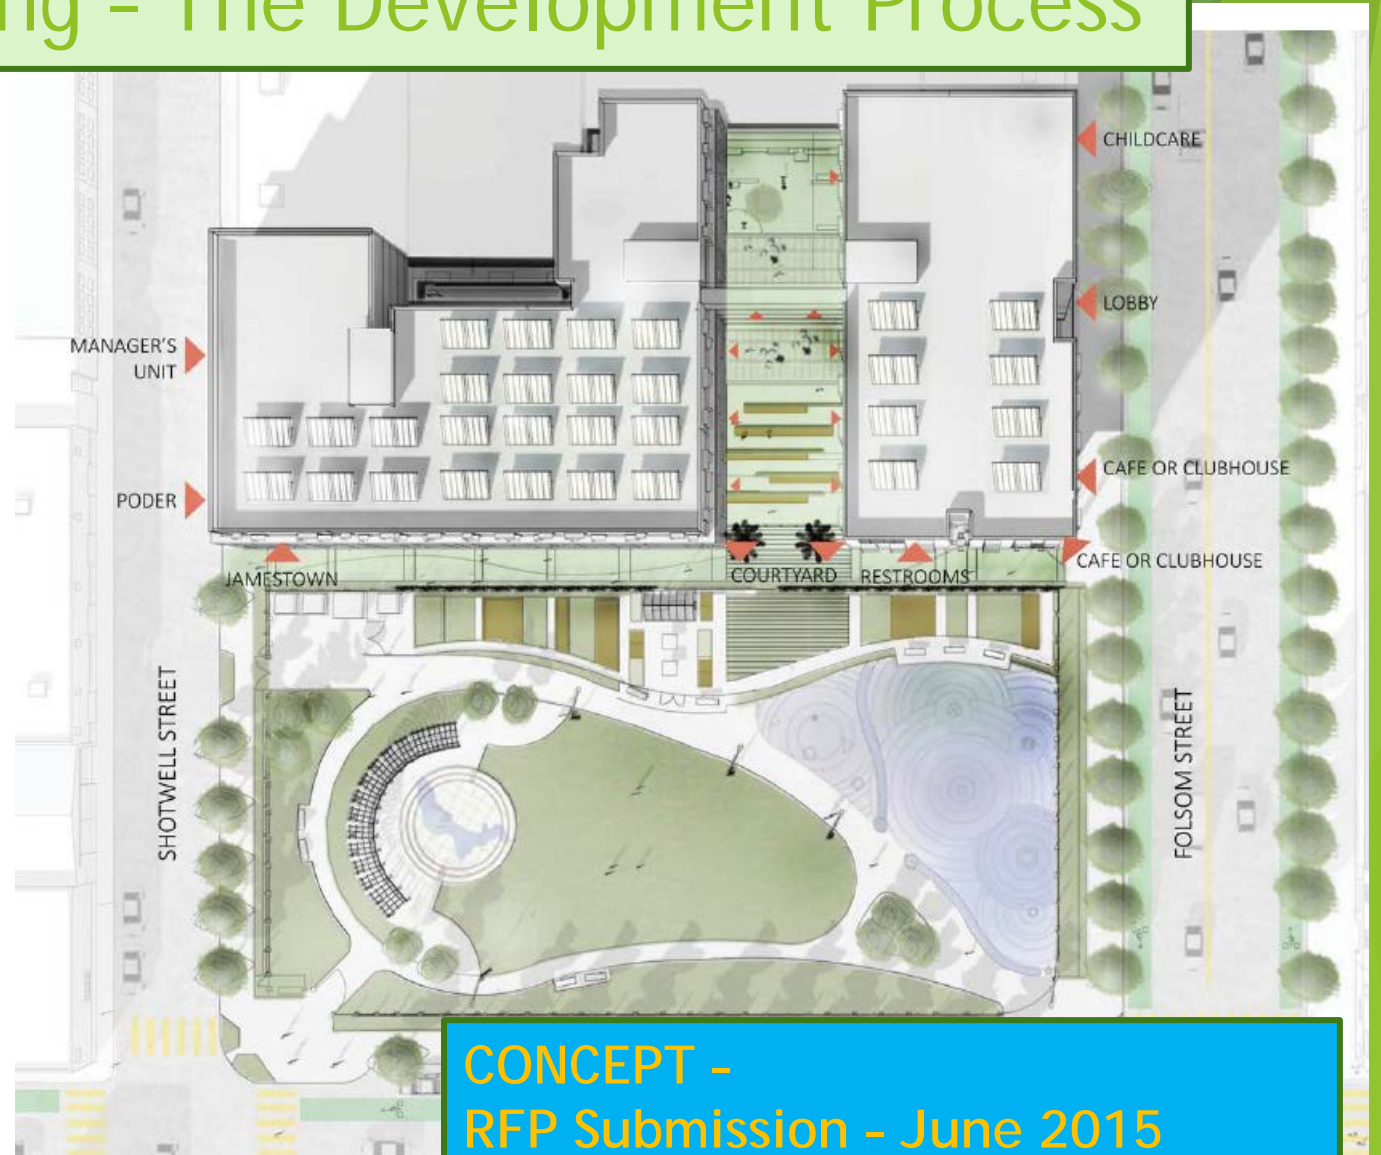 – The Development Process
CHILDCARE
LOBBY
MANAGER'S
UNIT
CAFE OR CLUBHOUSE
PODER
CAFE OR CLUBHOUSE
JAMESTOWN
COURTYARD
RESTROOMS
SHOTWELL STREET
FOLSOM STREET
CONCEPT –
RFP Submission – June 2015